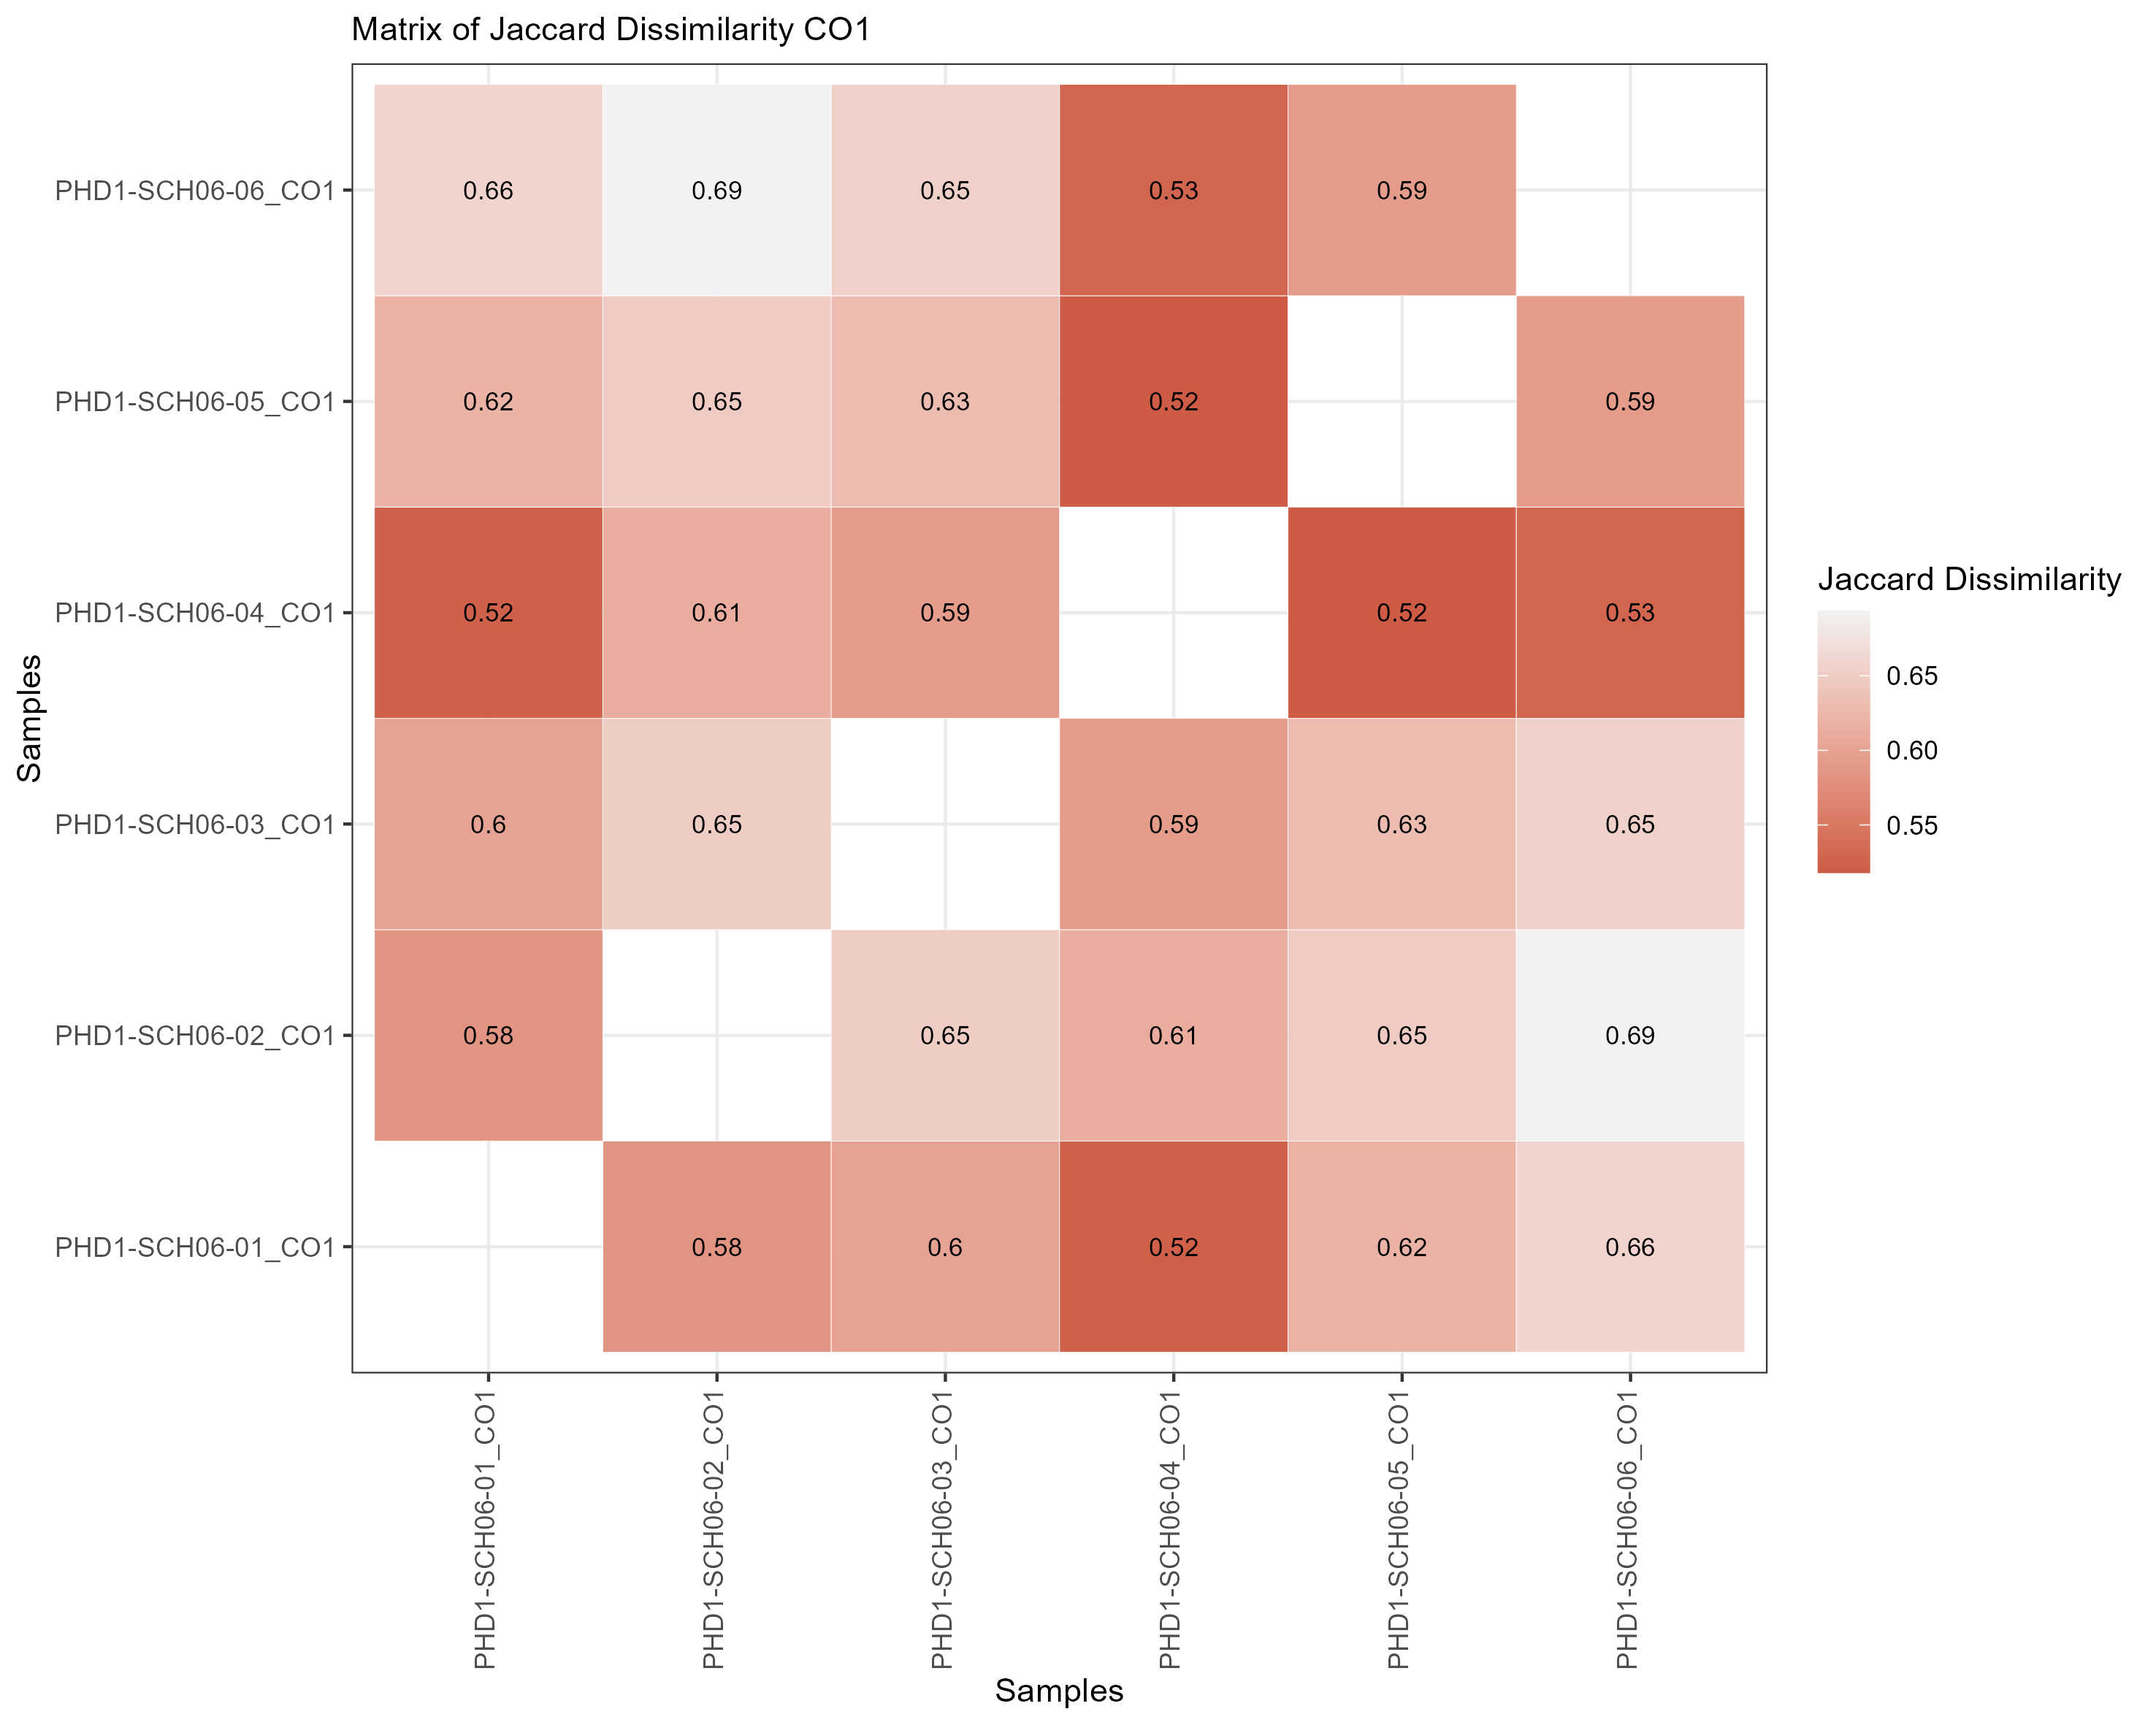 Matrix of Jaccard Dissimilarity CO1
Samples
PHD1-SCH06-06_CO1
0.66 0.69 0.65 0.53 0.59
PHD1-SCH06-05_CO1
0.62 0.65 0.63 0.52 0.59
PHD1-SCH06-04_CO1
0.52 0.61 0.59 0.52 0.53
PHD1-SCH06-03_CO1
0.6 0.65 0.59 0.63 0.65
PHD1-SCH06-02_CO1
0.58 0.65 0.61 0.65 0.69
PHD1-SCH06-01_CO1
0.58 0.6 0.52 0.62 0.66
PHD1-SCH06-01_CO1
PHD1-SCH06-02_CO1
PHD1-SCH06-03_CO1
PHD1-SCH06-04_CO1
PHD1-SCH06-05_CO1
PHD1-SCH06-06_CO1
Samples
Jaccard Dissimilarity
0.65
0.60
0.55